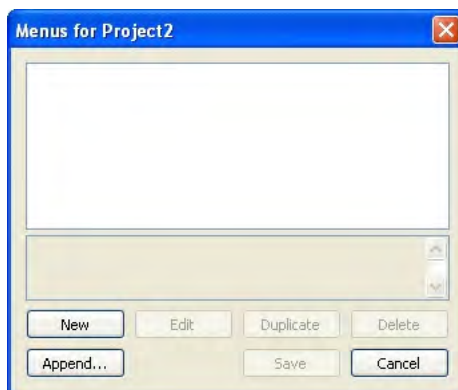 Menus for Project2
New Edit Duplicate Delete
Append... Save Cancel